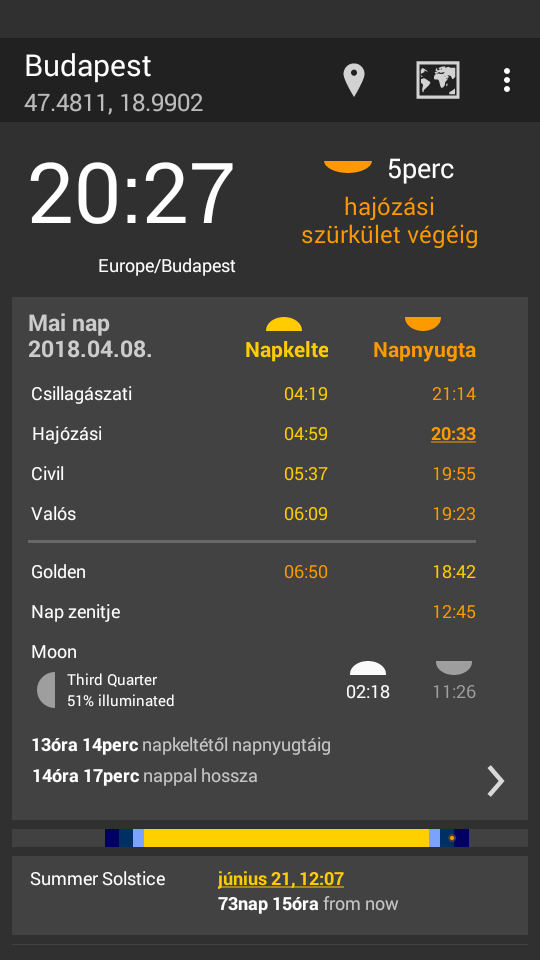 Budapest
47.4811, 18.9902
20:27
5perc
hajózási
szürkület végéig
Europe/Budapest
Mai nap
2018.04.08.
Napkelte Napnyugta
Csillagászati 04:19 21:14
Hajózási 04:59 20:33
Civil 05:37 19:55
Valós 06:09 19:23
Golden 06:50 18:42
Nap zenitje 12:45
Moon
Third Quarter
51% illuminated
02:18 11:26
13óra 14perc napkeltétől napnyugtáig
14óra 17perc nappal hossza
Summer Solstice június 21, 12:07
73nap 15óra from now